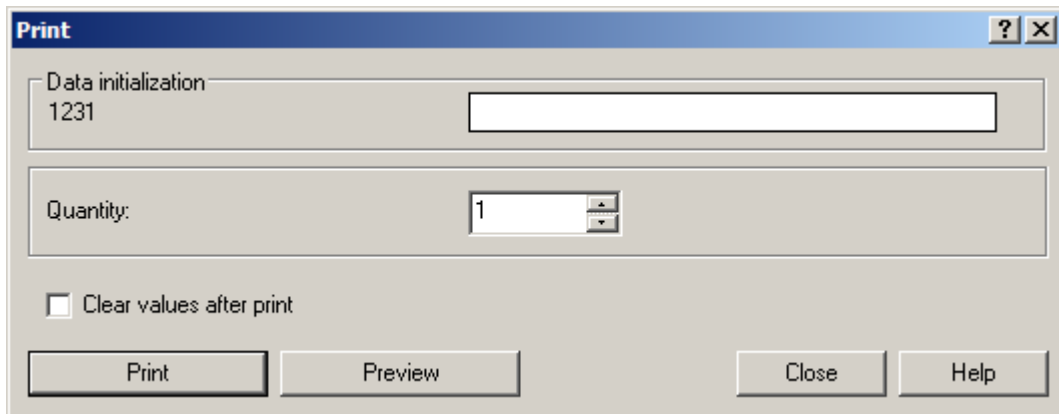 Print
Data initialization
1231
Quantity: 1
Clear values after print
Print Preview Close Help